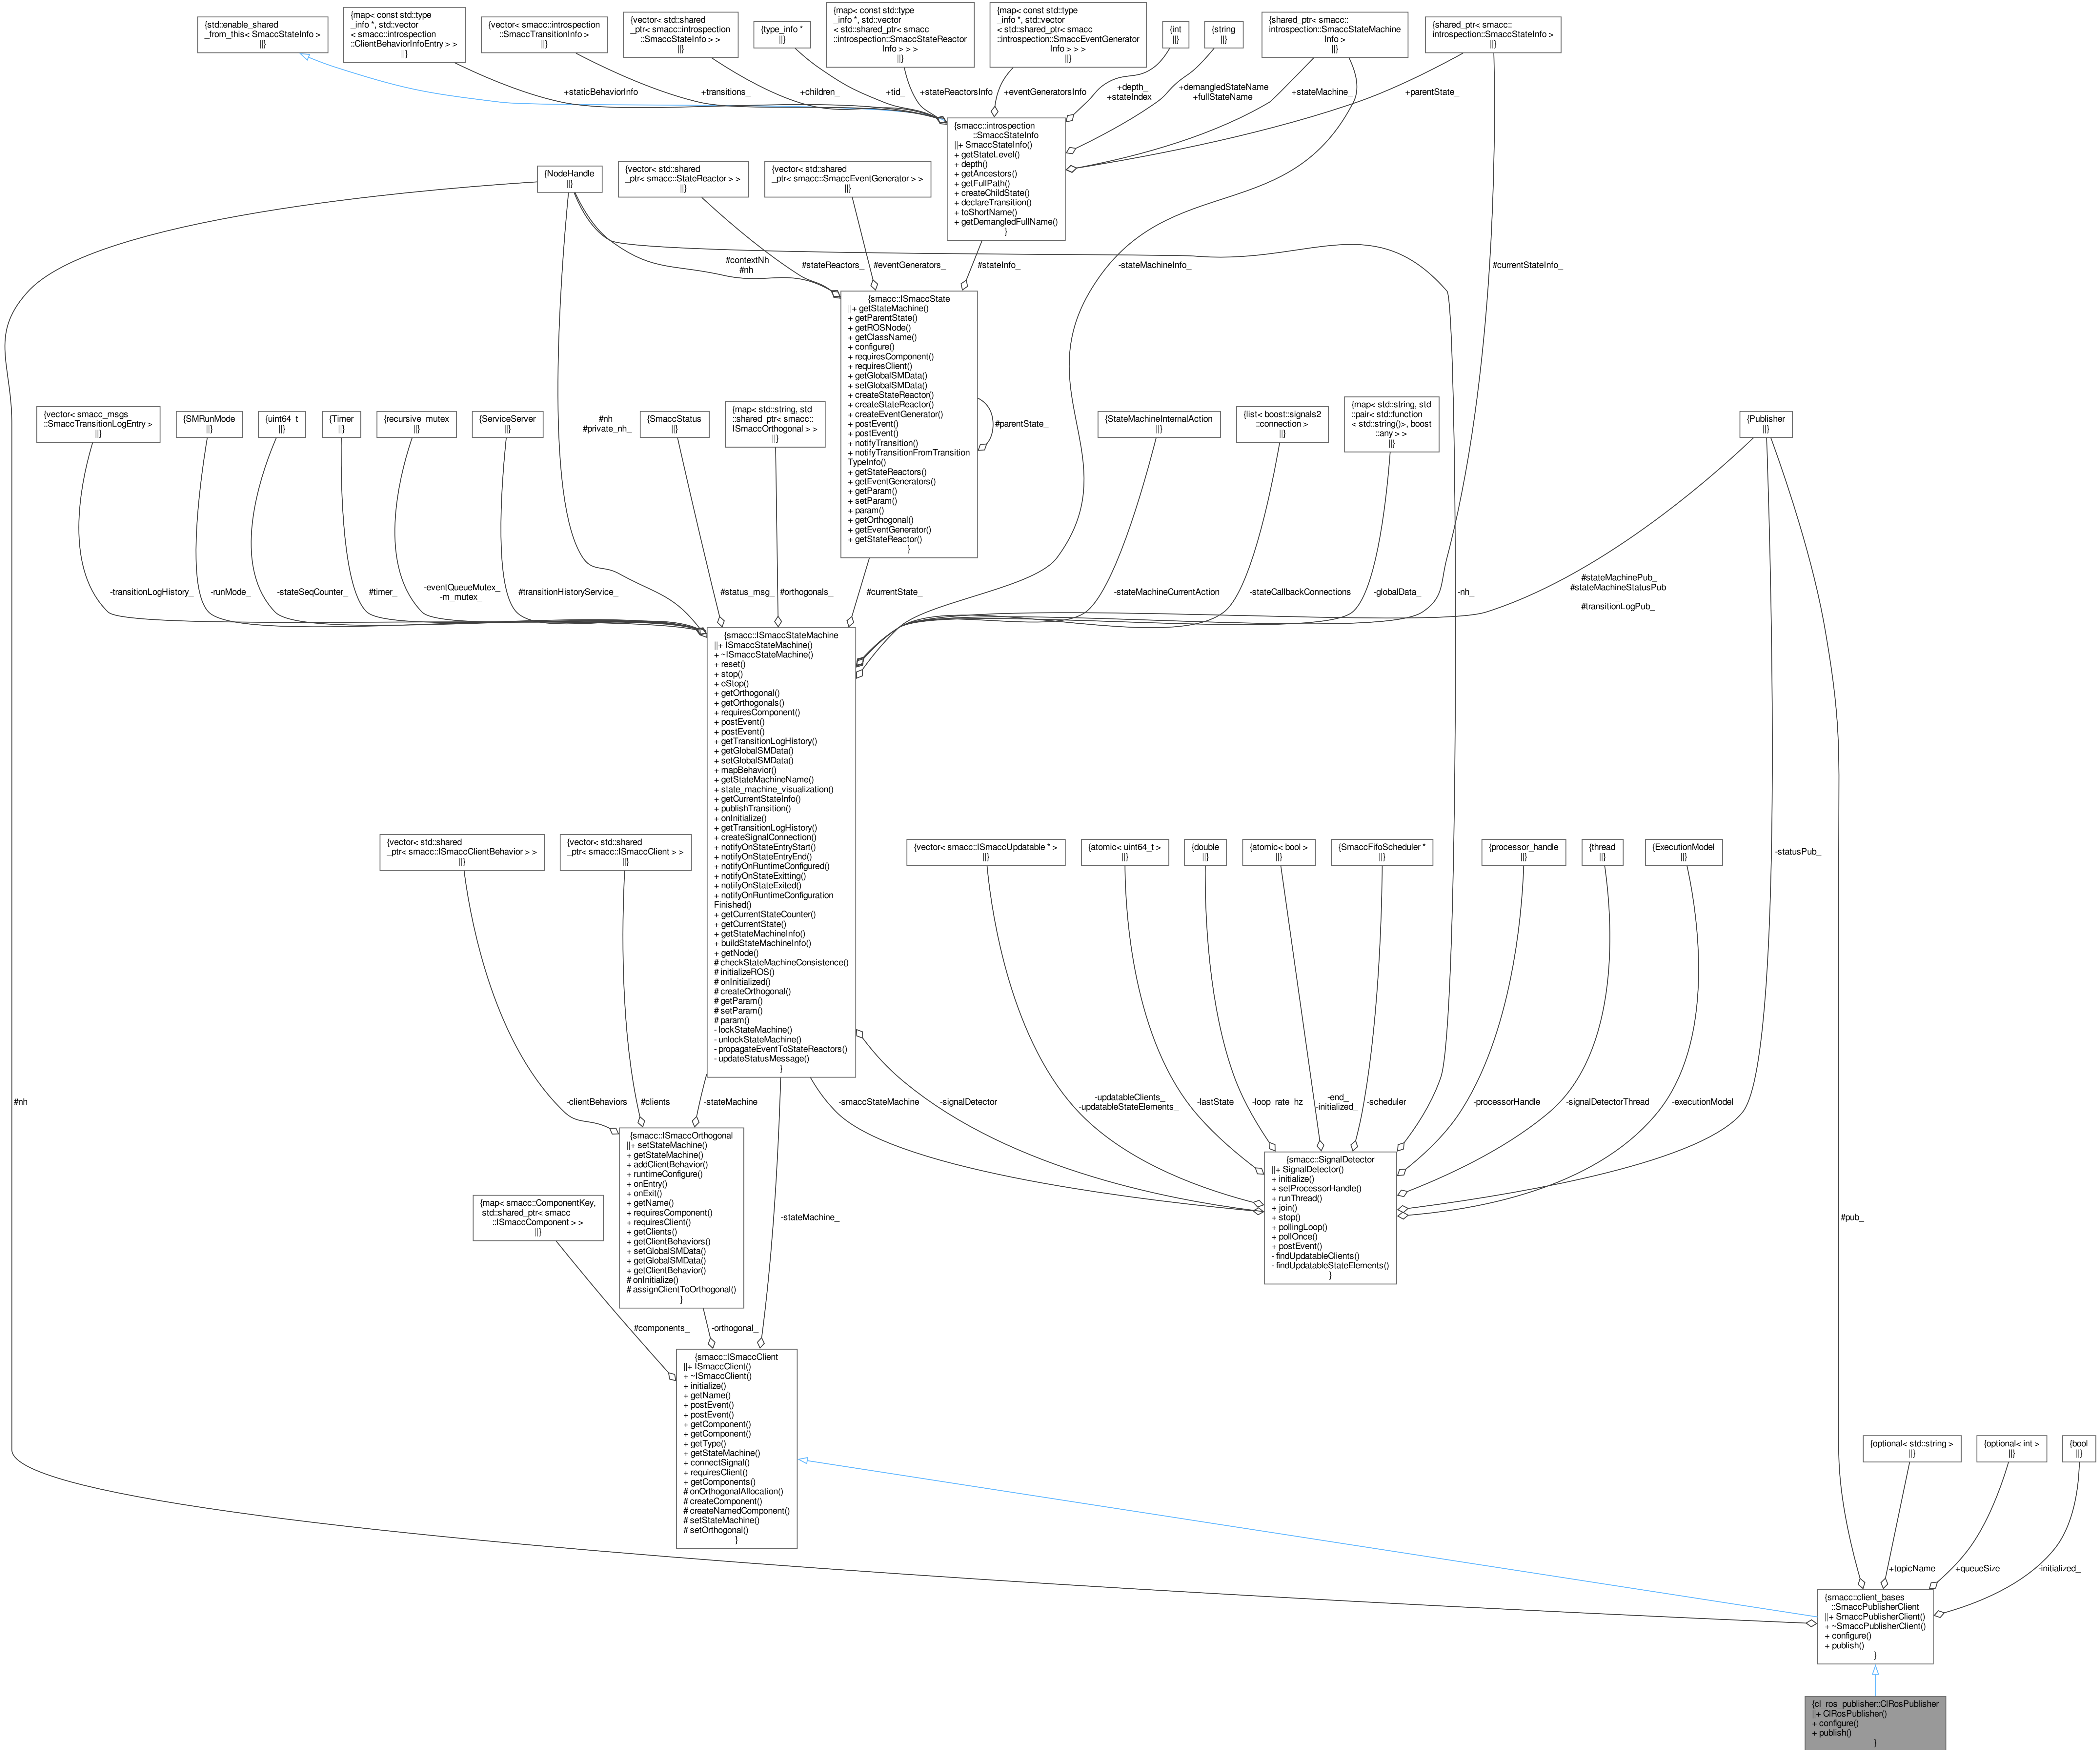 {std::enable_shared
_from_this< SmaccStateInfo >
||}
{map< const std::type
_info *, std::vector
< smacc::introspection
::ClientBehaviorInfoEntry > >
||}
{vector< smacc::introspection
::SmaccTransitionInfo >
||}
{vector< std::shared
_ptr< smacc::introspection
::SmaccStateInfo > >
||}
{type_info *
||}
{map< const std::type
_info *, std::vector
< std::shared_ptr< smacc
::introspection::SmaccStateReactor
Info > > >
||}
{map< const std::type
_info *, std::vector
< std::shared_ptr< smacc
::introspection::SmaccEventGenerator
Info > > >
||}
{int
||}
{string
||}
{shared_ptr< smacc::
introspection::SmaccStateMachine
Info >
||}
{shared_ptr< smacc::
introspection::SmaccStateInfo >
||}
+staticBehaviorInfo
+transitions_
+children_
+tid_
+stateReactorsInfo
+eventGeneratorsInfo
+depth_
+stateIndex_
+demangledStateName
+fullStateName
+stateMachine_
+parentState_
{smacc::introspection
::SmaccStateInfo
||+ SmaccStateInfo()
+ getStateLevel()
+ depth()
+ getAncestors()
+ getFullPath()
+ createChildState()
+ declareTransition()
+ toShortName()
+ getDemangledFullName()
}
{NodeHandle
||}
{vector< std::shared
_ptr< smacc::StateReactor > >
||}
{vector< std::shared
_ptr< smacc::SmaccEventGenerator > >
||}
#contextNh
#nh
#stateReactors_
#eventGenerators_
#stateInfo_
-stateMachineInfo_
#currentStateInfo_
{smacc::ISmaccState
||+ getStateMachine()
+ getParentState()
+ getROSNode()
+ getClassName()
+ configure()
+ requiresComponent()
+ requiresClient()
+ getGlobalSMData()
+ setGlobalSMData()
+ createStateReactor()
+ createStateReactor()
+ createEventGenerator()
+ postEvent()
+ postEvent()
+ notifyTransition()
+ notifyTransitionFromTransition
TypeInfo()
+ getStateReactors()
+ getEventGenerators()
+ getParam()
+ setParam()
+ param()
+ getOrthogonal()
+ getEventGenerator()
+ getStateReactor()
}
#parentState_
{vector< smacc_msgs
::SmaccTransitionLogEntry >
||}
{SMRunMode
||}
{uint64_t
||}
{Timer
||}
{recursive_mutex
||}
{ServiceServer
||}
#nh_
#private_nh_
{SmaccStatus
||}
{map< std::string, std
::shared_ptr< smacc::
ISmaccOrthogonal > >
||}
{StateMachineInternalAction
||}
{list< boost::signals2
::connection >
||}
{map< std::string, std
::pair< std::function
< std::string()>, boost
::any > >
||}
{Publisher
||}
-transitionLogHistory_
-runMode_
-stateSeqCounter_
#timer_
-eventQueueMutex_
-m_mutex_
#transitionHistoryService_
#status_msg_
#orthogonals_
#currentState_
-stateMachineCurrentAction
-stateCallbackConnections
-globalData_
-nh_
#stateMachinePub_
#stateMachineStatusPub
_
#transitionLogPub_
{smacc::ISmaccStateMachine
||+ ISmaccStateMachine()
+ ~ISmaccStateMachine()
+ reset()
+ stop()
+ eStop()
+ getOrthogonal()
+ getOrthogonals()
+ requiresComponent()
+ postEvent()
+ postEvent()
+ getTransitionLogHistory()
+ getGlobalSMData()
+ setGlobalSMData()
+ mapBehavior()
+ getStateMachineName()
+ state_machine_visualization()
+ getCurrentStateInfo()
+ publishTransition()
+ onInitialize()
+ getTransitionLogHistory()
+ createSignalConnection()
+ notifyOnStateEntryStart()
+ notifyOnStateEntryEnd()
+ notifyOnRuntimeConfigured()
+ notifyOnStateExitting()
+ notifyOnStateExited()
+ notifyOnRuntimeConfiguration
Finished()
+ getCurrentStateCounter()
+ getCurrentState()
+ getStateMachineInfo()
+ buildStateMachineInfo()
+ getNode()
# checkStateMachineConsistence()
# initializeROS()
# onInitialized()
# createOrthogonal()
# getParam()
# setParam()
# param()
- lockStateMachine()
- unlockStateMachine()
- propagateEventToStateReactors()
- updateStatusMessage()
}
{vector< std::shared
_ptr< smacc::ISmaccClientBehavior > >
||}
{vector< std::shared
_ptr< smacc::ISmaccClient > >
||}
{vector< smacc::ISmaccUpdatable * >
||}
{atomic< uint64_t >
||}
{double
||}
{atomic< bool >
||}
{SmaccFifoScheduler *
||}
{processor_handle
||}
{thread
||}
{ExecutionModel
||}
-statusPub_
#nh_
-clientBehaviors_
#clients_
-stateMachine_
-smaccStateMachine_
-signalDetector_
-updatableClients_
-updatableStateElements_
-lastState_
-loop_rate_hz
-end_
-initialized_
-scheduler_
-processorHandle_
-signalDetectorThread_
-executionModel_
{smacc::ISmaccOrthogonal
||+ setStateMachine()
+ getStateMachine()
+ addClientBehavior()
+ runtimeConfigure()
+ onEntry()
+ onExit()
+ getName()
+ requiresComponent()
+ requiresClient()
+ getClients()
+ getClientBehaviors()
+ setGlobalSMData()
+ getGlobalSMData()
+ getClientBehavior()
# onInitialize()
# assignClientToOrthogonal()
}
{smacc::SignalDetector
||+ SignalDetector()
+ initialize()
+ setProcessorHandle()
+ runThread()
+ join()
+ stop()
+ pollingLoop()
+ pollOnce()
+ postEvent()
- findUpdatableClients()
- findUpdatableStateElements()
}
{map< smacc::ComponentKey,
std::shared_ptr< smacc
::ISmaccComponent > >
||}
-stateMachine_
#pub_
#components_
-orthogonal_
{smacc::ISmaccClient
||+ ISmaccClient()
+ ~ISmaccClient()
+ initialize()
+ getName()
+ postEvent()
+ postEvent()
+ getComponent()
+ getComponent()
+ getType()
+ getStateMachine()
+ connectSignal()
+ requiresClient()
+ getComponents()
# onOrthogonalAllocation()
# createComponent()
# createNamedComponent()
# setStateMachine()
# setOrthogonal()
}
{optional< std::string >
||}
{optional< int >
||}
{bool
||}
+topicName
+queueSize
-initialized_
{smacc::client_bases
::SmaccPublisherClient
||+ SmaccPublisherClient()
+ ~SmaccPublisherClient()
+ configure()
+ publish()
}
{cl_ros_publisher::ClRosPublisher
||+ ClRosPublisher()
+ configure()
+ publish()
}